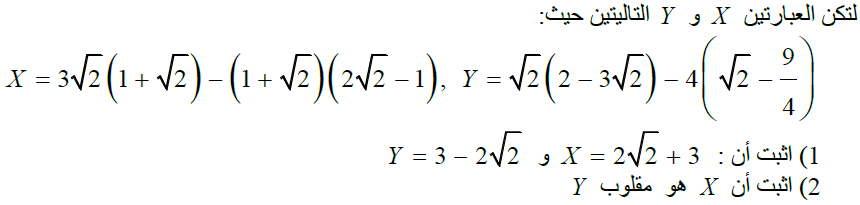 لتكن العبارتين X و Y التاليتين حيث:
X = 3√2(1 + √2) − (1 + √2)(2√2 − 1), Y = √2(2 − 3√2) − 4(√2 − 9/4)
1) اثبت أن : X = 2√2 + 3 و Y = 3 − 2√2
2) اثبت أن X هو مقلوب Y